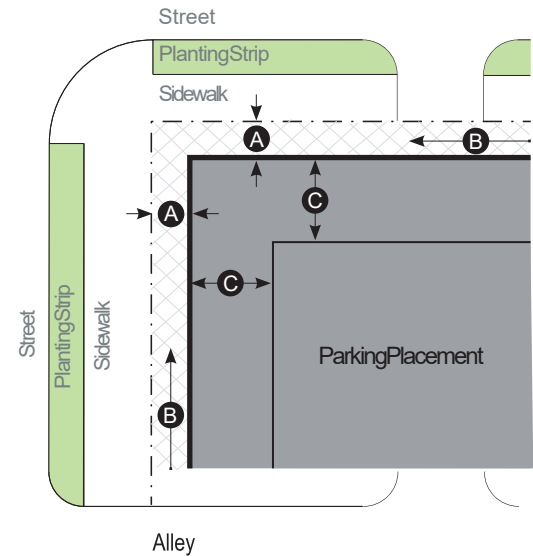 Street
PlantingStrip
Sidewalk
A
B
A
C
C
ParkingPlacement
Street
PlantingStrip
Sidewalk
B
Alley